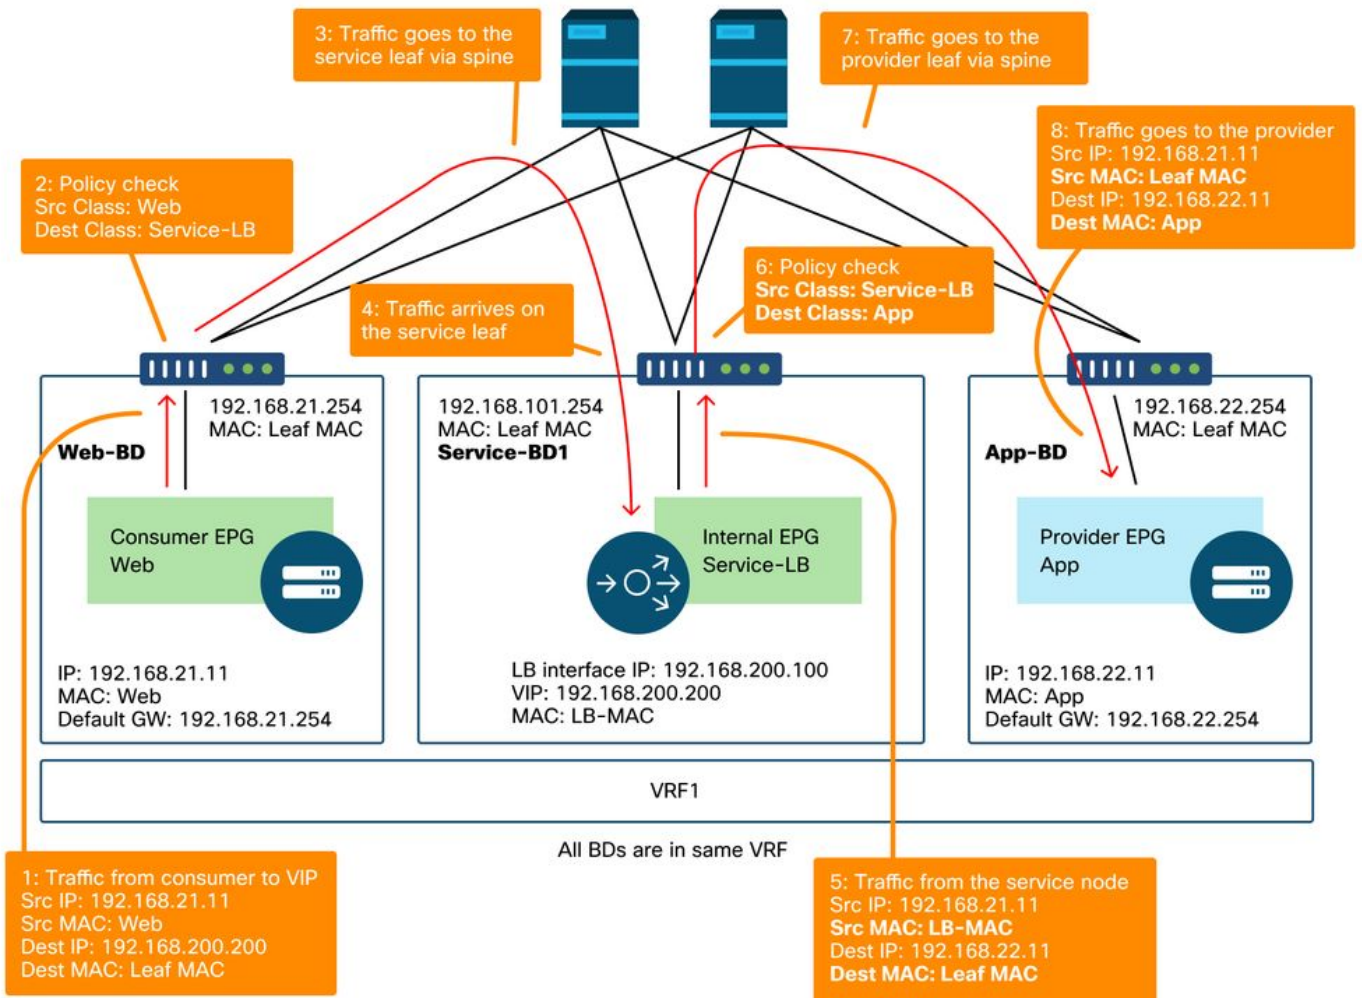 3: Traffic goes to the
service leaf via spine
7: Traffic goes to the
provider leaf via spine
8: Traffic goes to the provider
Src IP: 192.168.21.11
Src MAC: Leaf MAC
Dest IP: 192.168.22.11
Dest MAC: App
2: Policy check
Src Class: Web
Dest Class: Service-LB
6: Policy check
Src Class: Service-LB
Dest Class: App
4: Traffic arrives on
the service leaf
192.168.21.254
MAC: Leaf MAC
Web-BD
Consumer EPG
Web
IP: 192.168.21.11
MAC: Web
Default GW: 192.168.21.254
192.168.101.254
MAC: Leaf MAC
Service-BD1
Internal EPG
Service-LB
LB interface IP: 192.168.200.100
VIP: 192.168.200.200
MAC: LB-MAC
192.168.22.254
MAC: Leaf MAC
App-BD
Provider EPG
App
IP: 192.168.22.11
MAC: App
Default GW: 192.168.22.254
VRF1
All BDs are in same VRF
1: Traffic from consumer to VIP
Src IP: 192.168.21.11
Src MAC: Web
Dest IP: 192.168.200.200
Dest MAC: Leaf MAC
5: Traffic from the service node
Src IP: 192.168.21.11
Src MAC: LB-MAC
Dest IP: 192.168.22.11
Dest MAC: Leaf MAC